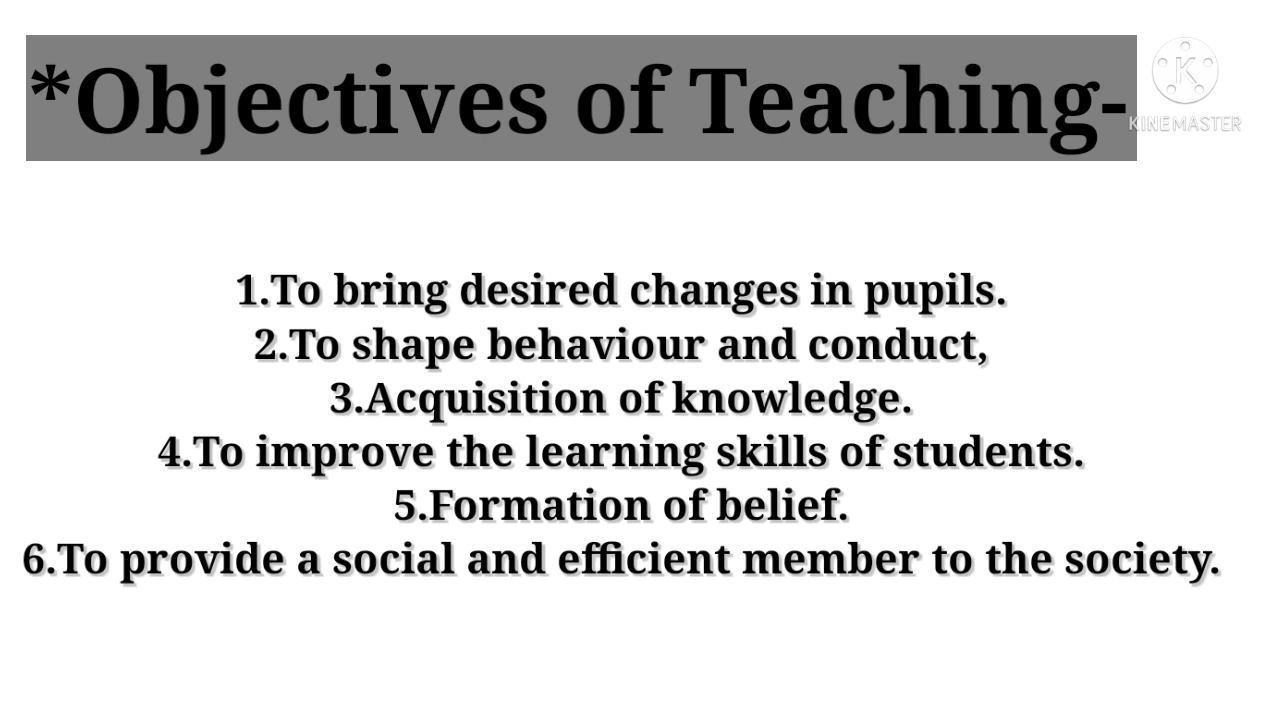 *Objectives of Teaching-
KINEMASTER
1.To bring desired changes in pupils.
2.To shape behaviour and conduct,
3.Acquisition of knowledge.
4.To improve the learning skills of students.
5.Formation of belief.
6.To provide a social and efficient member to the society.